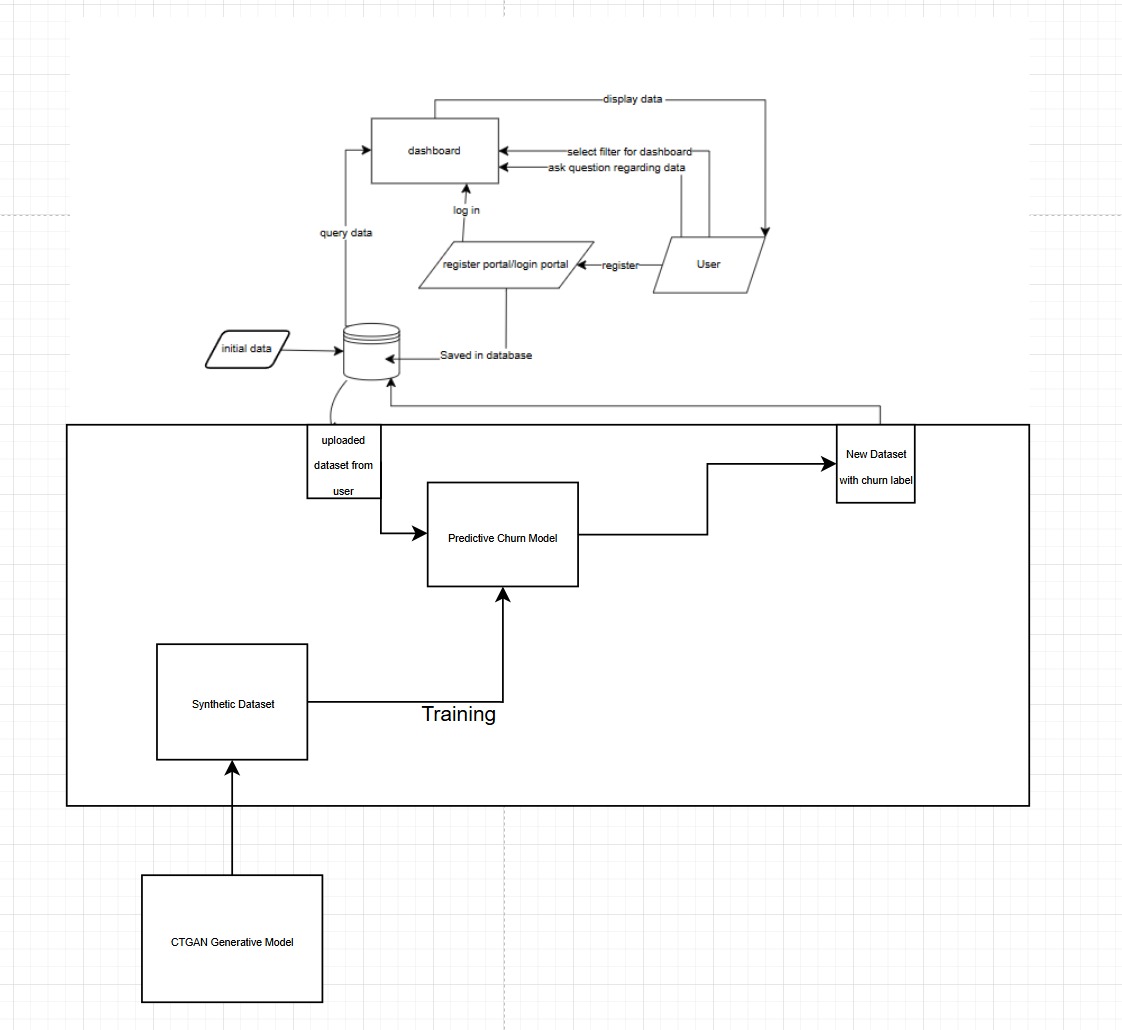 display data
dashboard
select filter for dashboard
ask question regarding data
log in
query data
register portal/login portal
register
User
initial data
Saved in database
uploaded
dataset from
user
New Dataset
with churn label
Predictive Churn Model
Synthetic Dataset
Training
CTGAN Generative Model